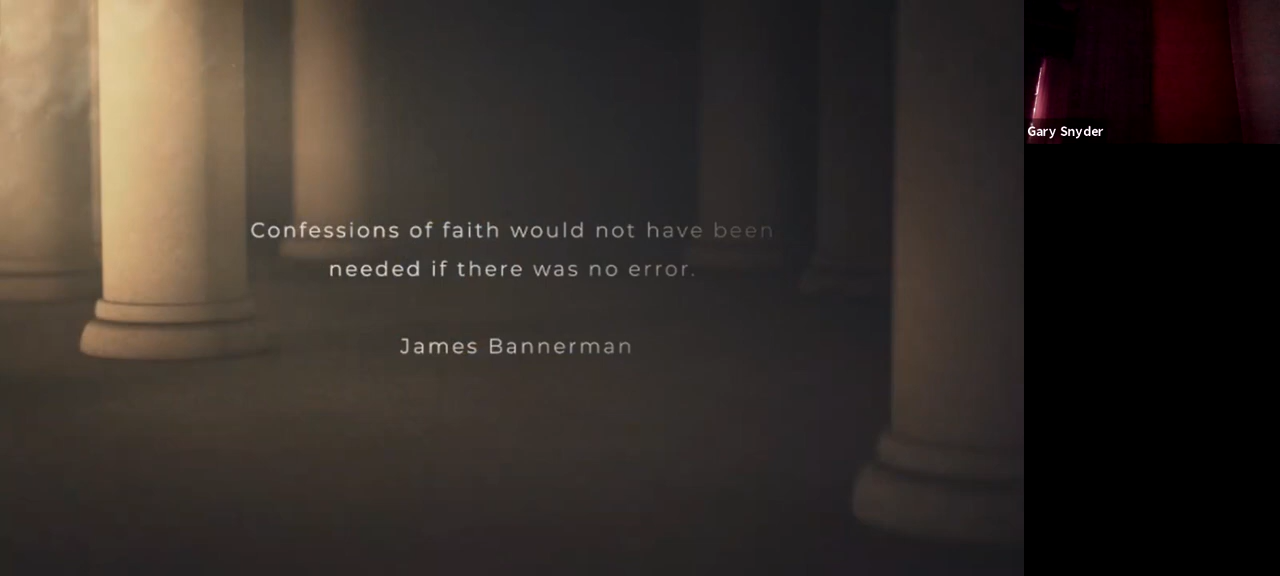 Confessions of faith would not have been
needed if there was no error.
James Bannerman
Gary Snyder